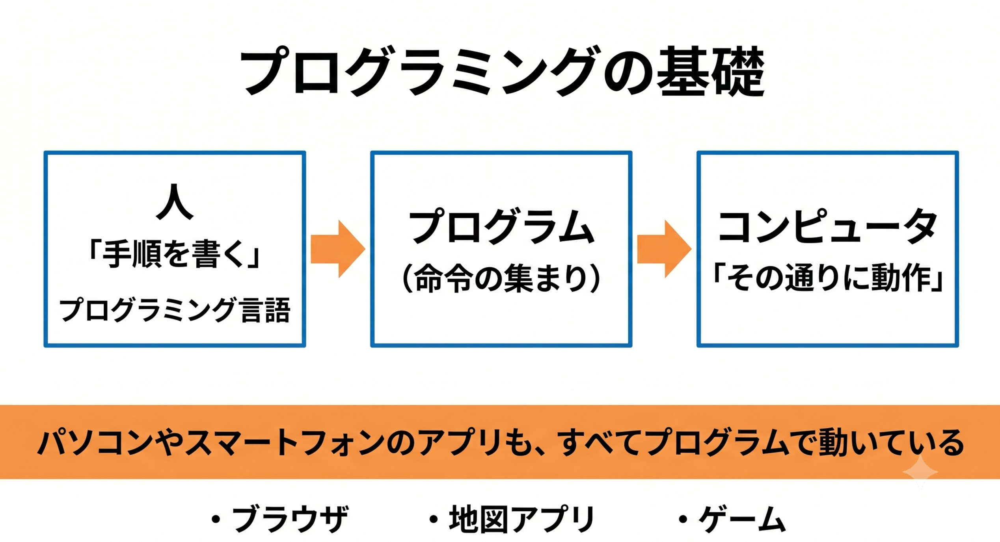 プログラミングの基礎
人
「手順を書く」
プログラミング言語
プログラム
（命令の集まり）
コンピュータ
「その通りに動作」
パソコンやスマートフォンのアプリも、すべてプログラムで動いている
・ブラウザ
・地図アプリ
・ゲーム